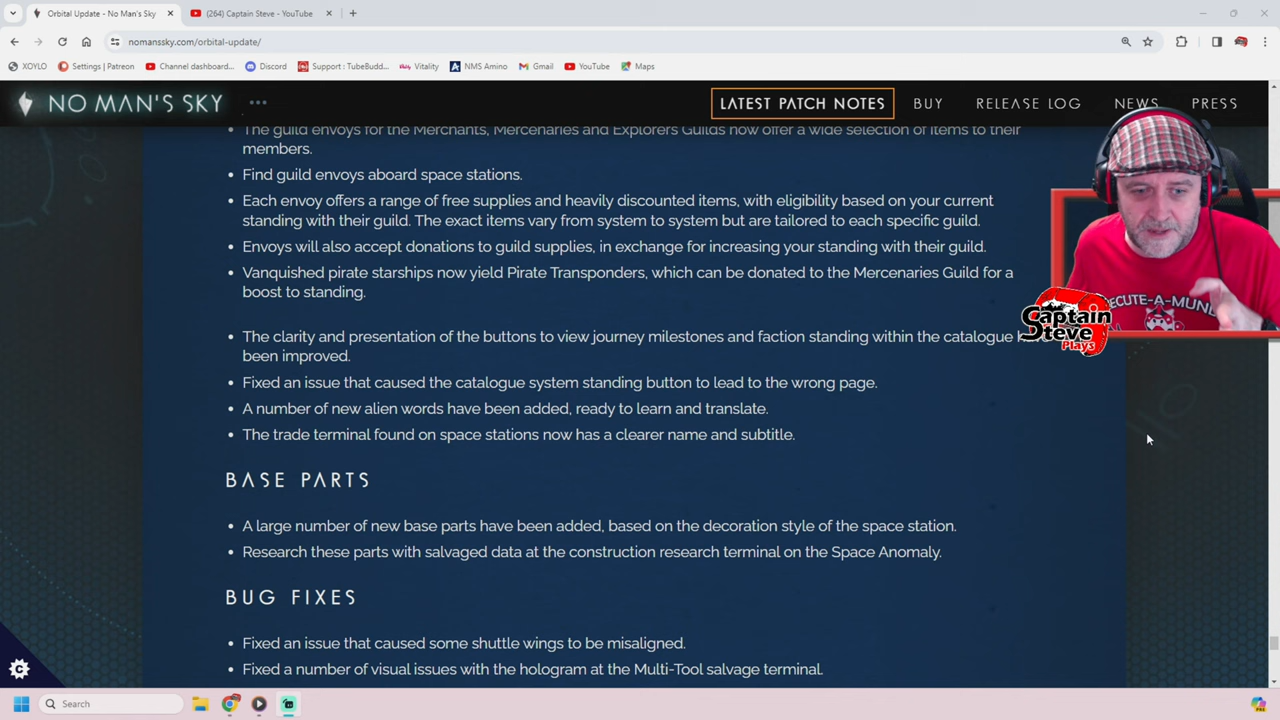 Orbital Update - No Man's Sky
(264) Captain Steve - YouTube
nomanssky.com/orbital-update/
XOYLO
Settings | Patreon
Channel dashboard...
Discord
Support : TubeBudd...
Vitality
NMS Amino
Gmail
YouTube
Maps
NO MAN'S SKY
LATEST PATCH NOTES
BUY
RELEASE LOG
NEWS
PRESS
• The guild envoys for the Merchants, Mercenaries and Explorers Guilds now offer a wide selection of items to their
members.
• Find guild envoys aboard space stations.
• Each envoy offers a range of free supplies and heavily discounted items, with eligibility based on your current
standing with their guild. The exact items vary from system to system but are tailored to each specific guild.
• Envoys will also accept donations to guild supplies, in exchange for increasing your standing with their guild.
• Vanquished pirate starships now yield Pirate Transponders, which can be donated to the Mercenaries Guild for a
boost to standing.
• The clarity and presentation of the buttons to view journey milestones and faction standing within the catalogue
been improved.
• Fixed an issue that caused the catalogue system standing button to lead to the wrong page.
• A number of new alien words have been added, ready to learn and translate.
• The trade terminal found on space stations now has a clearer name and subtitle.
BASE PARTS
• A large number of new base parts have been added, based on the decoration style of the space station.
• Research these parts with salvaged data at the construction research terminal on the Space Anomaly.
BUG FIXES
• Fixed an issue that caused some shuttle wings to be misaligned.
• Fixed a number of visual issues with the hologram at the Multi-Tool salvage terminal.
Captain
Steve
Plays
Search